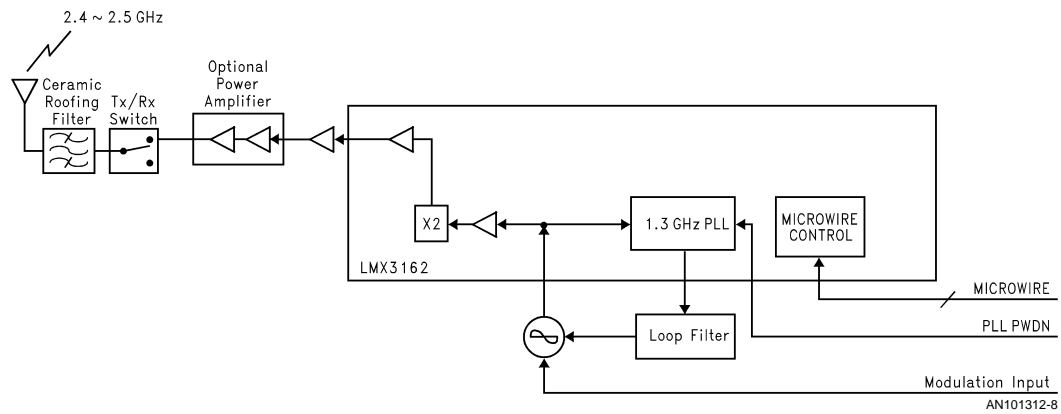 2.4 ~ 2.5 GHz
Ceramic
Roofing
Filter
Tx/Rx
Switch
Optional
Power
Amplifier
X2
1.3 GHz PLL
MICROWIRE
CONTROL
LMX3162
Loop Filter
MICROWIRE
PLL PWDN
Modulation Input
AN101312-8